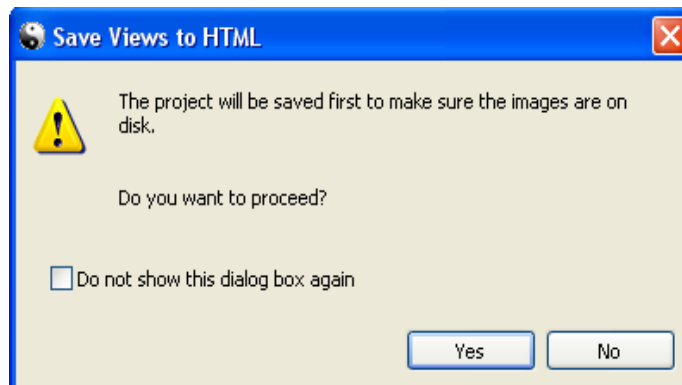 Save Views to HTML
The project will be saved first to make sure the images are on
disk.
Do you want to proceed?
Do not show this dialog box again
Yes
No